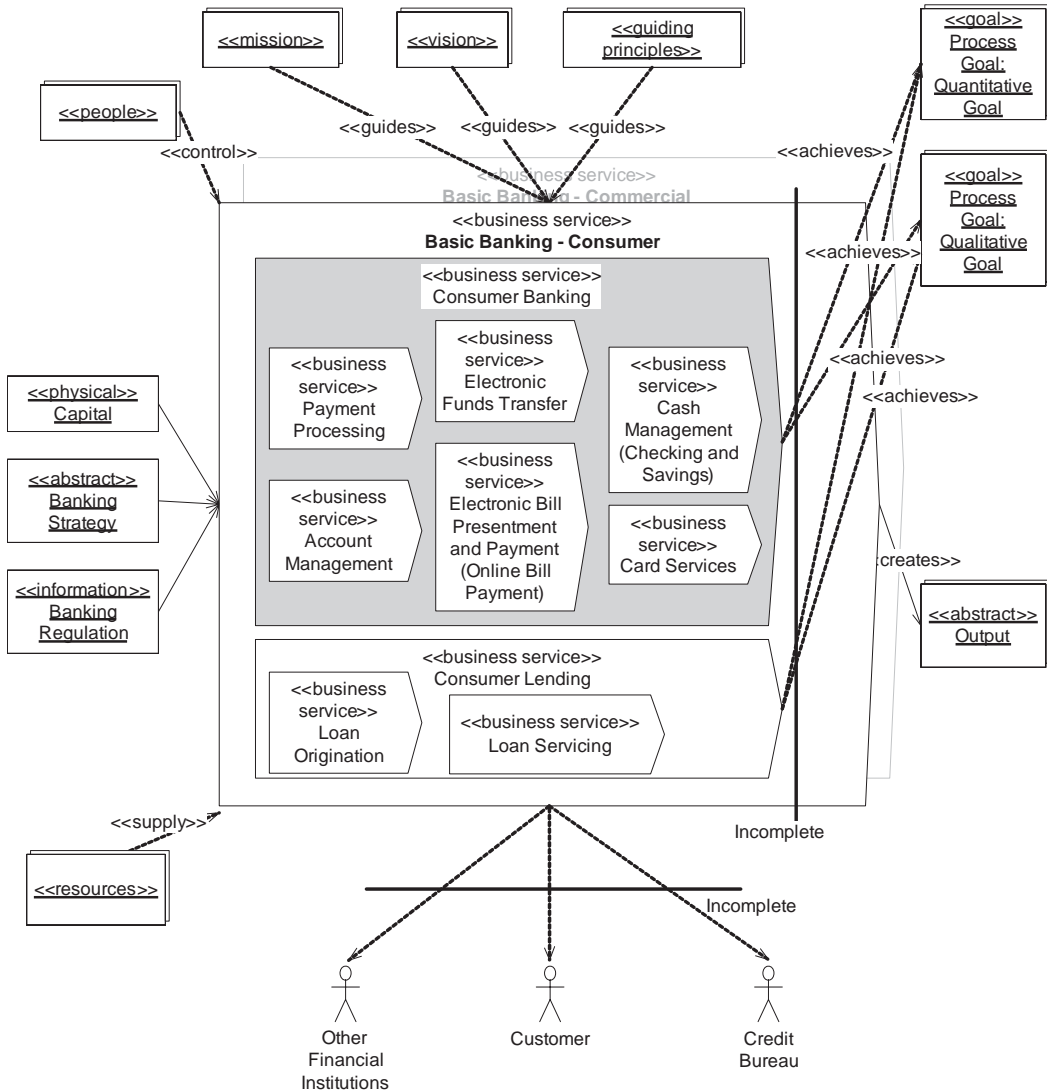 <<mission>>
<<vision>>
<<guiding
principles>>
<<goal>>
Process
Goal:
Quantitative
Goal
<<people>>
<<guides>>
<<guides>>
<<guides>>
<<control>>
<<achieves>>
<<business service>>
Basic Banking - Commercial
<<goal>>
Process
Goal:
Qualitative
Goal
<<business service>>
Basic Banking - Consumer
<<achieves>>
<<business service>>
Consumer Banking
<<business
service>>
Payment
Processing
<<business
service>>
Electronic
Funds Transfer
<<business
service>>
Cash
Management
(Checking and
Savings)
<<achieves>>
<<achieves>>
<<physical>>
Capital
<<abstract>>
Banking
Strategy
<<information>>
Banking
Regulation
<<business
service>>
Account
Management
<<business
service>>
Electronic Bill
Presentment
and Payment
(Online Bill
Payment)
<<business
service>>
Card Services
<creates>>
<<abstract>>
Output
<<business service>>
Consumer Lending
<<business
service>>
Loan
Origination
<<business service>>
Loan Servicing
<<supply>>
Incomplete
<<resources>>
Incomplete
Other
Financial
Institutions
Customer
Credit
Bureau